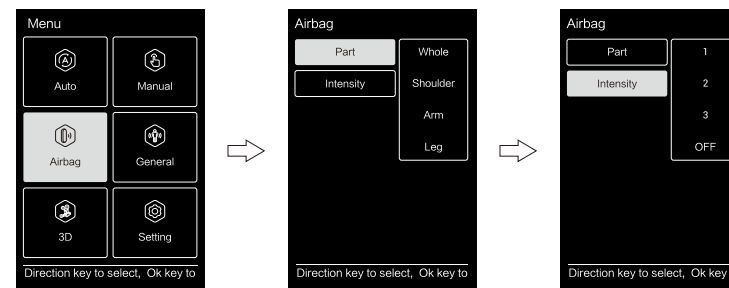 Menu
Auto
Manual
Airbag
General
3D
Setting
Direction key to select, Ok key to
Airbag
Part
Intensity
Whole
Shoulder
Arm
Leg
Direction key to select, Ok key to
Airbag
Part
Intensity
1
2
3
OFF
Direction key to select, Ok key